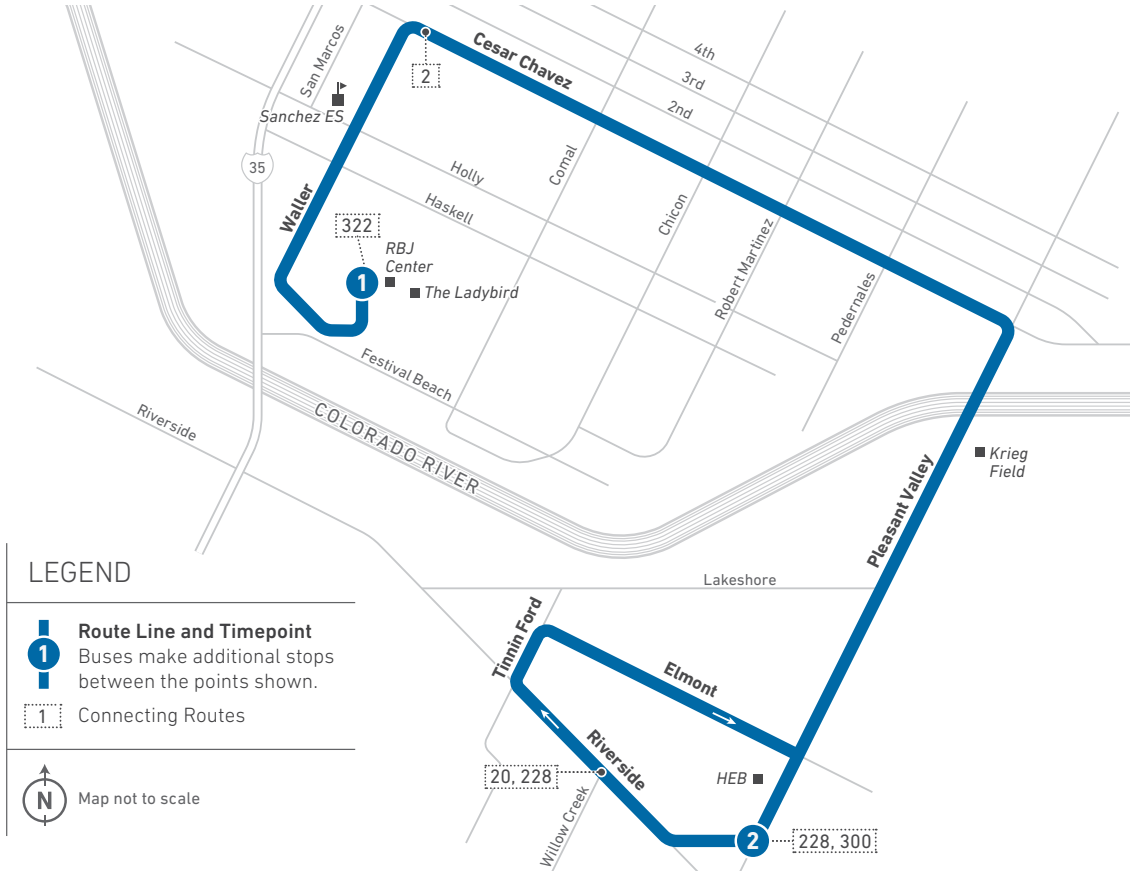 San Marcos
Cesar Chavez
4th
3rd
2nd
2
Sanchez ES
35
Waller
Holly
Haskell
Comal
Chicon
Robert Martinez
Pedernales
322
RBJ
Center
1
The Ladybird
Festival Beach
Riverside
COLORADO RIVER
Krieg
Field
Pleasant Valley
Lakeshore
Tinnin Ford
Elmont
Riverside
20, 228
HEB
Willow Creek
2
228, 300
LEGEND
Route Line and Timepoint
1
Buses make additional stops
between the points shown.
1
Connecting Routes
N
Map not to scale